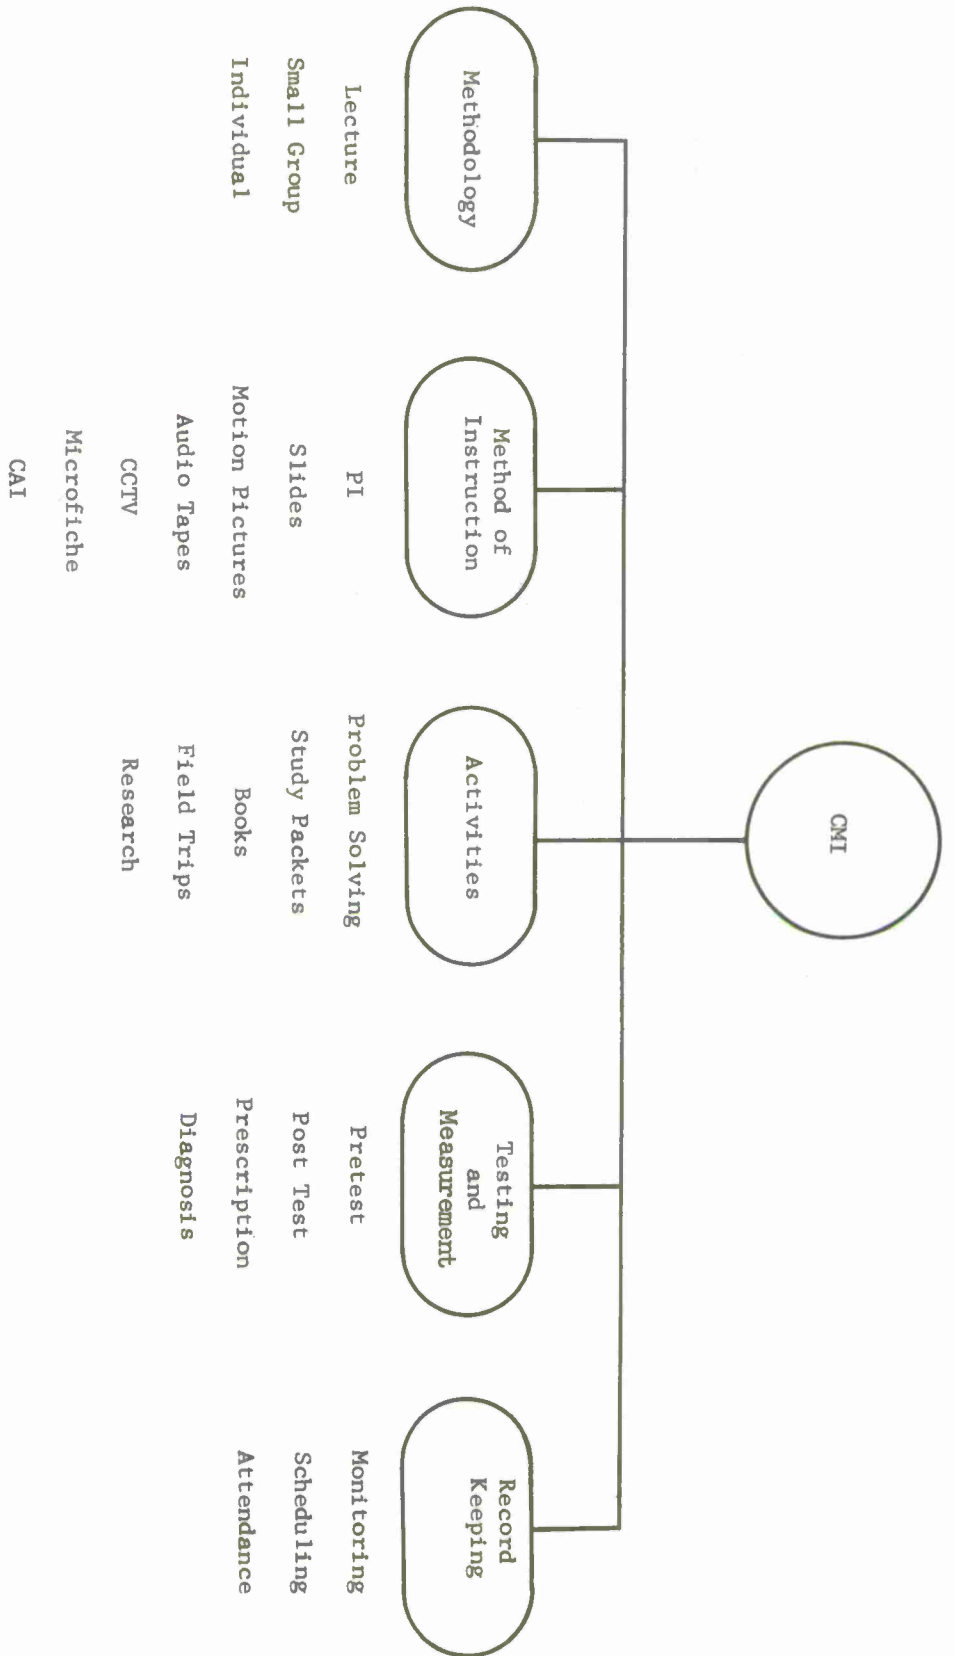 CMI
Methodology
Lecture
Small Group
Individual
Method of
Instruction
PI
Slides
Motion Pictures
Audio Tapes
CCTV
Microfiche
CAI
Activities
Problem Solving
Study Packets
Books
Field Trips
Research
Testing
and
Measurement
Pretest
Post Test
Prescription
Diagnosis
Record
Keeping
Monitoring
Scheduling
Attendance